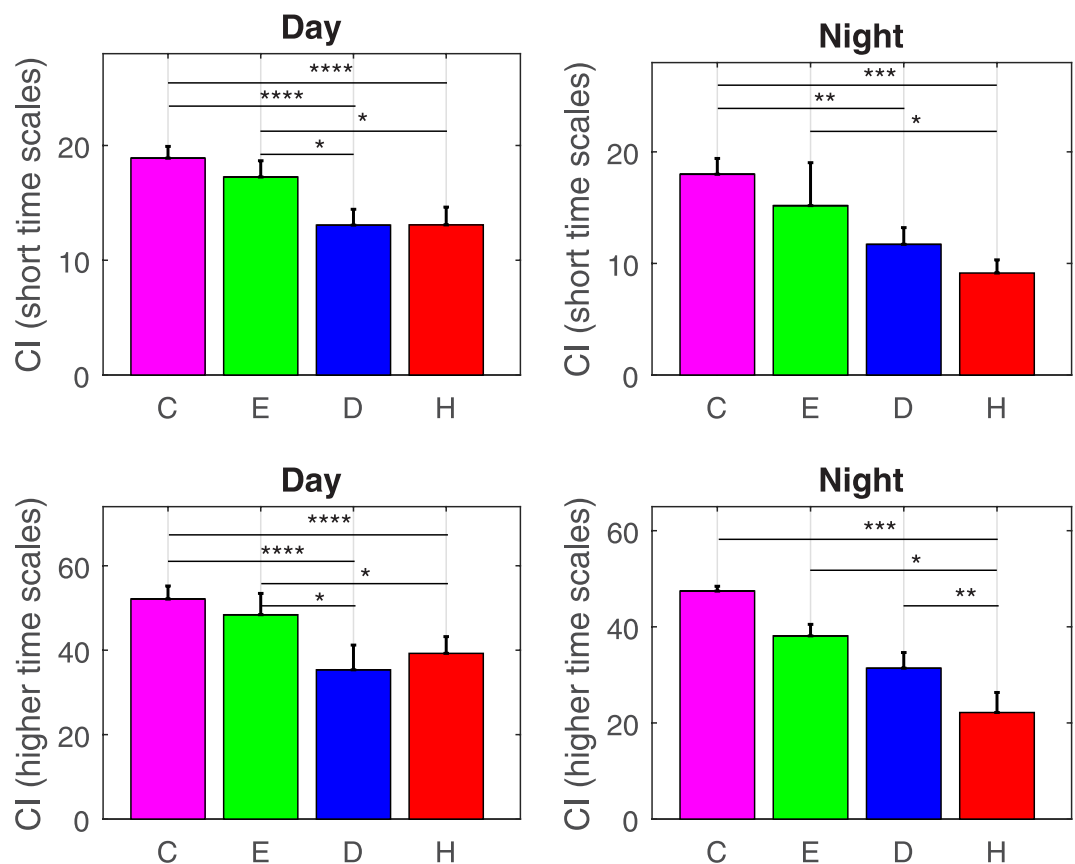 Day
CI (short time scales)
20
10
0
****
****
*
*
C E D H
Night
CI (short time scales)
20
10
0
***
**
*
C E D H
Day
CI (higher time scales)
60
40
20
0
****
****
*
*
C E D H
Night
CI (higher time scales)
60
40
20
0
***
*
**
C E D H